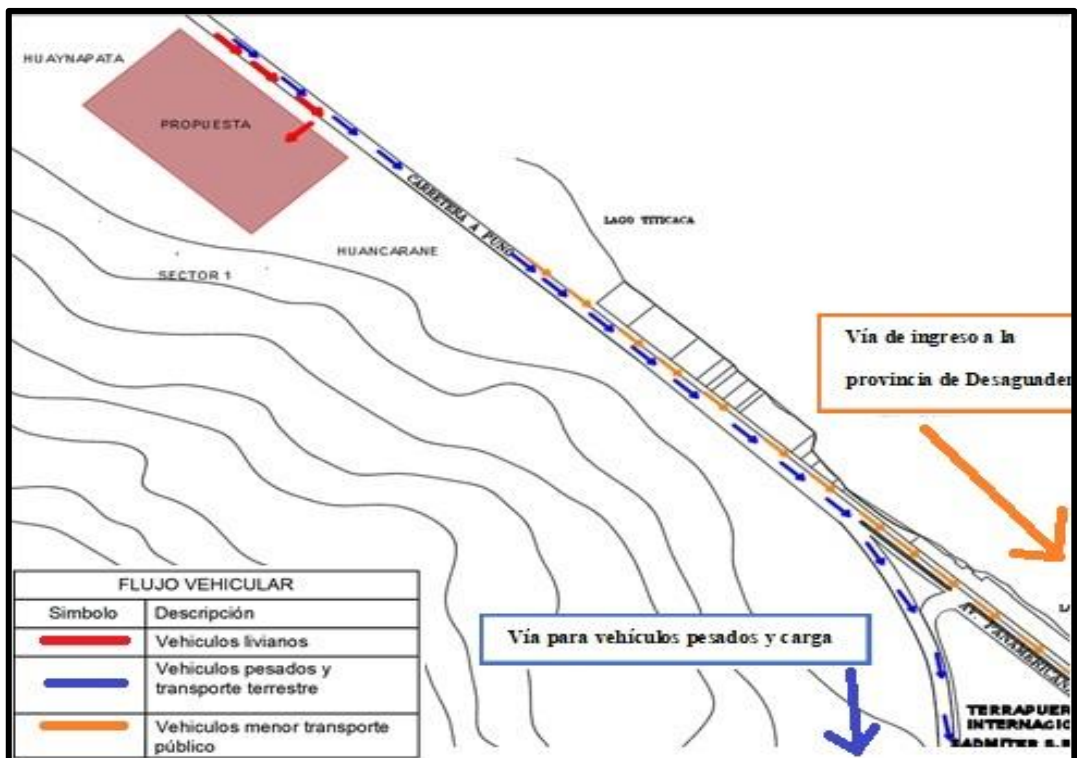 HUAYNAPATA
PROPUESTA
CARRETERA A PUNO
LAGO TITICACA
HUANCARANE
SECTOR 1
Vía de ingreso a la
provincia de Desaguader
FLUJO VEHICULAR
Simbolo Descripción
Vehiculos livianos
Vehiculos pesados y
transporte terrestre
Vehiculos menor transporte
público
Vía para vehículos pesados y carga
AV. PANAMERICANA
TERRAPUER
INTERNACIO